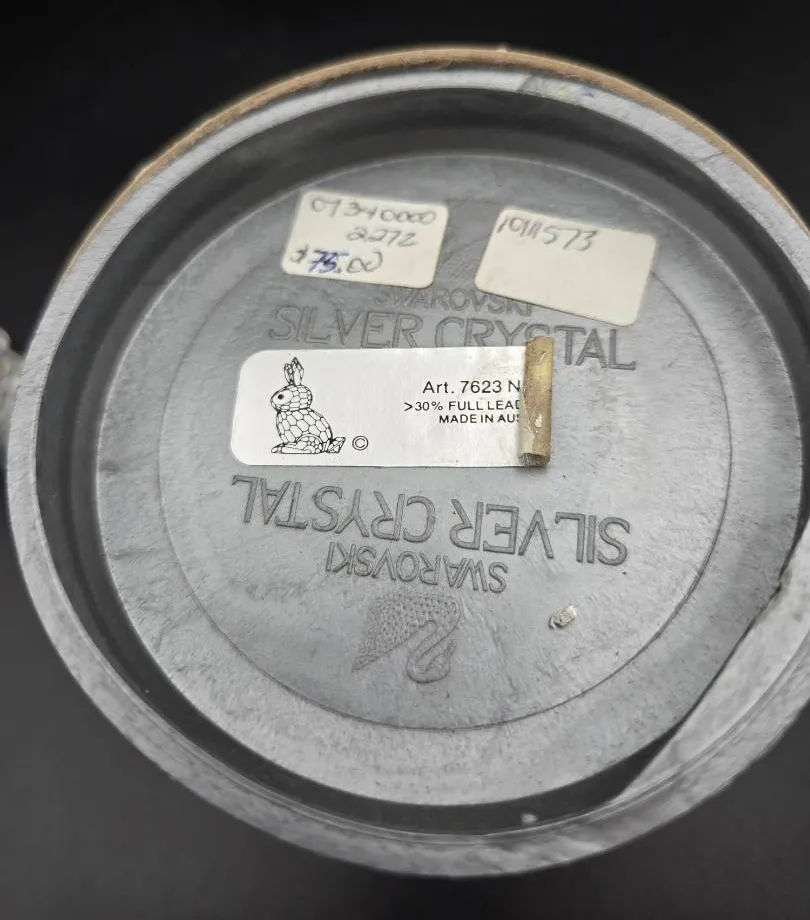 07340000
2272
$75.00
1011573
SWAROVSKI
SILVER CRYSTAL
Art. 7623 N
>30% FULL LEAD
MADE IN AUS
©
SILVER CRYSTAL
SWAROVSKI